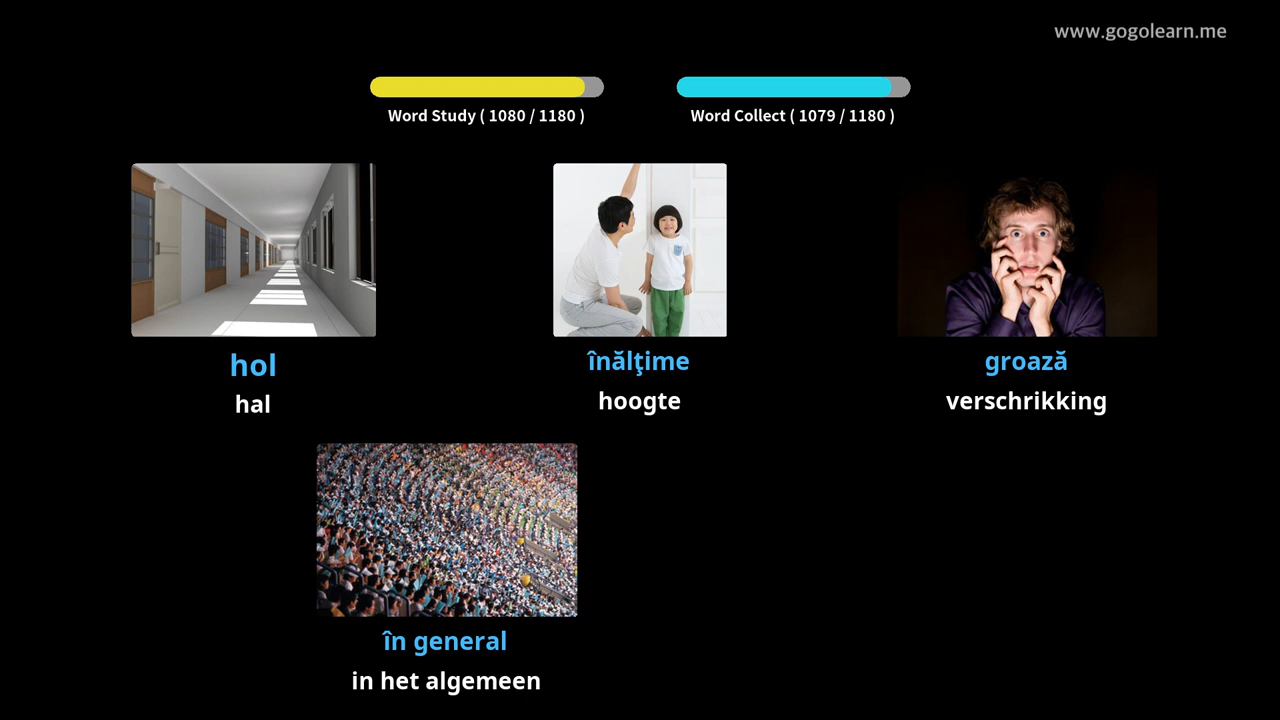 www.gogolearn.me
Word Study ( 1080 / 1180 )
Word Collect ( 1079 / 1180 )
hol
hal
înălţime
hoogte
groază
verschrikking
în general
in het algemeen